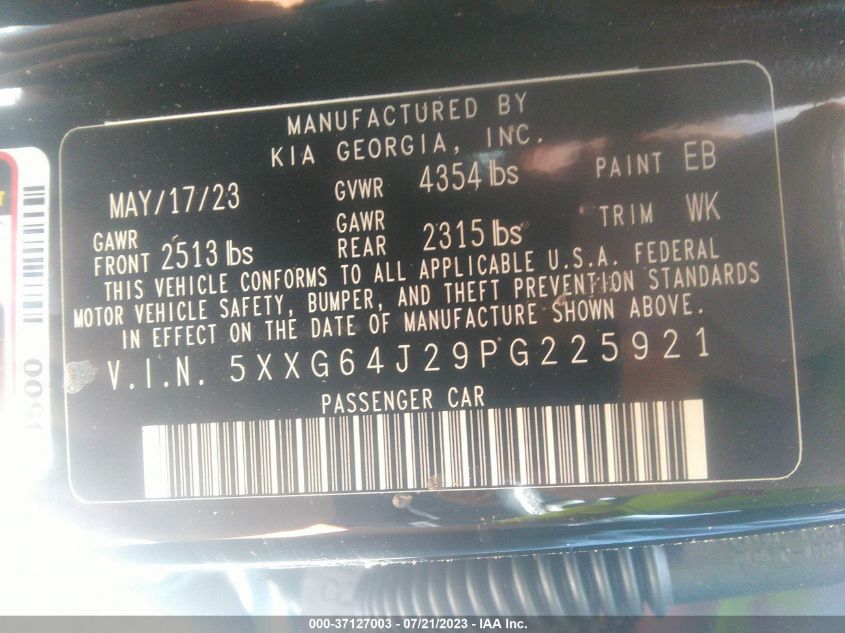 MANUFACTURED BY
KIA GEORGIA, INC.
MAY/17/23 GVWR 4354 lbs PAINT EB
GAWR FRONT 2513 lbs GAWR REAR 2315 lbs TRIM WK
THIS VEHICLE CONFORMS TO ALL APPLICABLE U.S.A. FEDERAL
MOTOR VEHICLE SAFETY, BUMPER, AND THEFT PREVENTION STANDARDS
IN EFFECT ON THE DATE OF MANUFACTURE SHOWN ABOVE.
V.I.N. 5XXG64J29PG225921
PASSENGER CAR
000-37127003 - 07/21/2023 - IAA Inc.